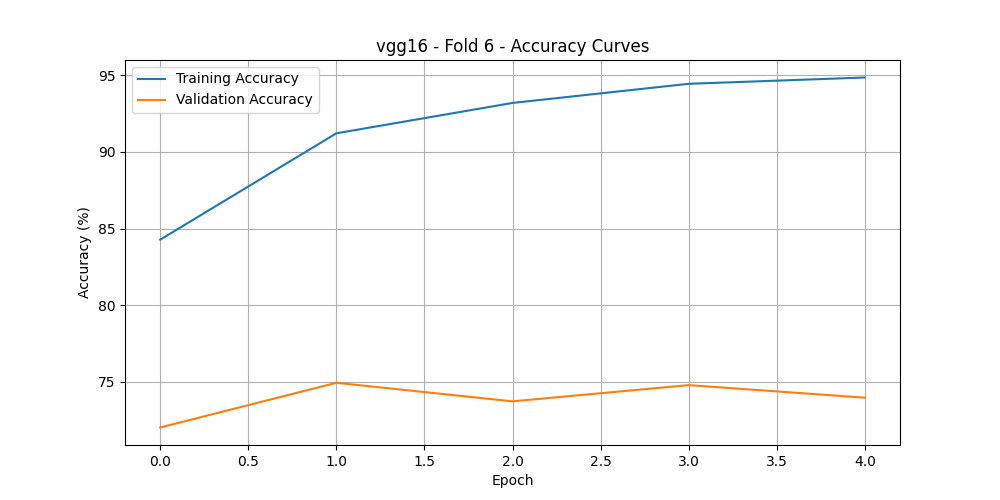 vgg16 - Fold 6 - Accuracy Curves
Training Accuracy
Validation Accuracy
95
90
85
80
75
Accuracy (%)
0.0 0.5 1.0 1.5 2.0 2.5 3.0 3.5 4.0
Epoch